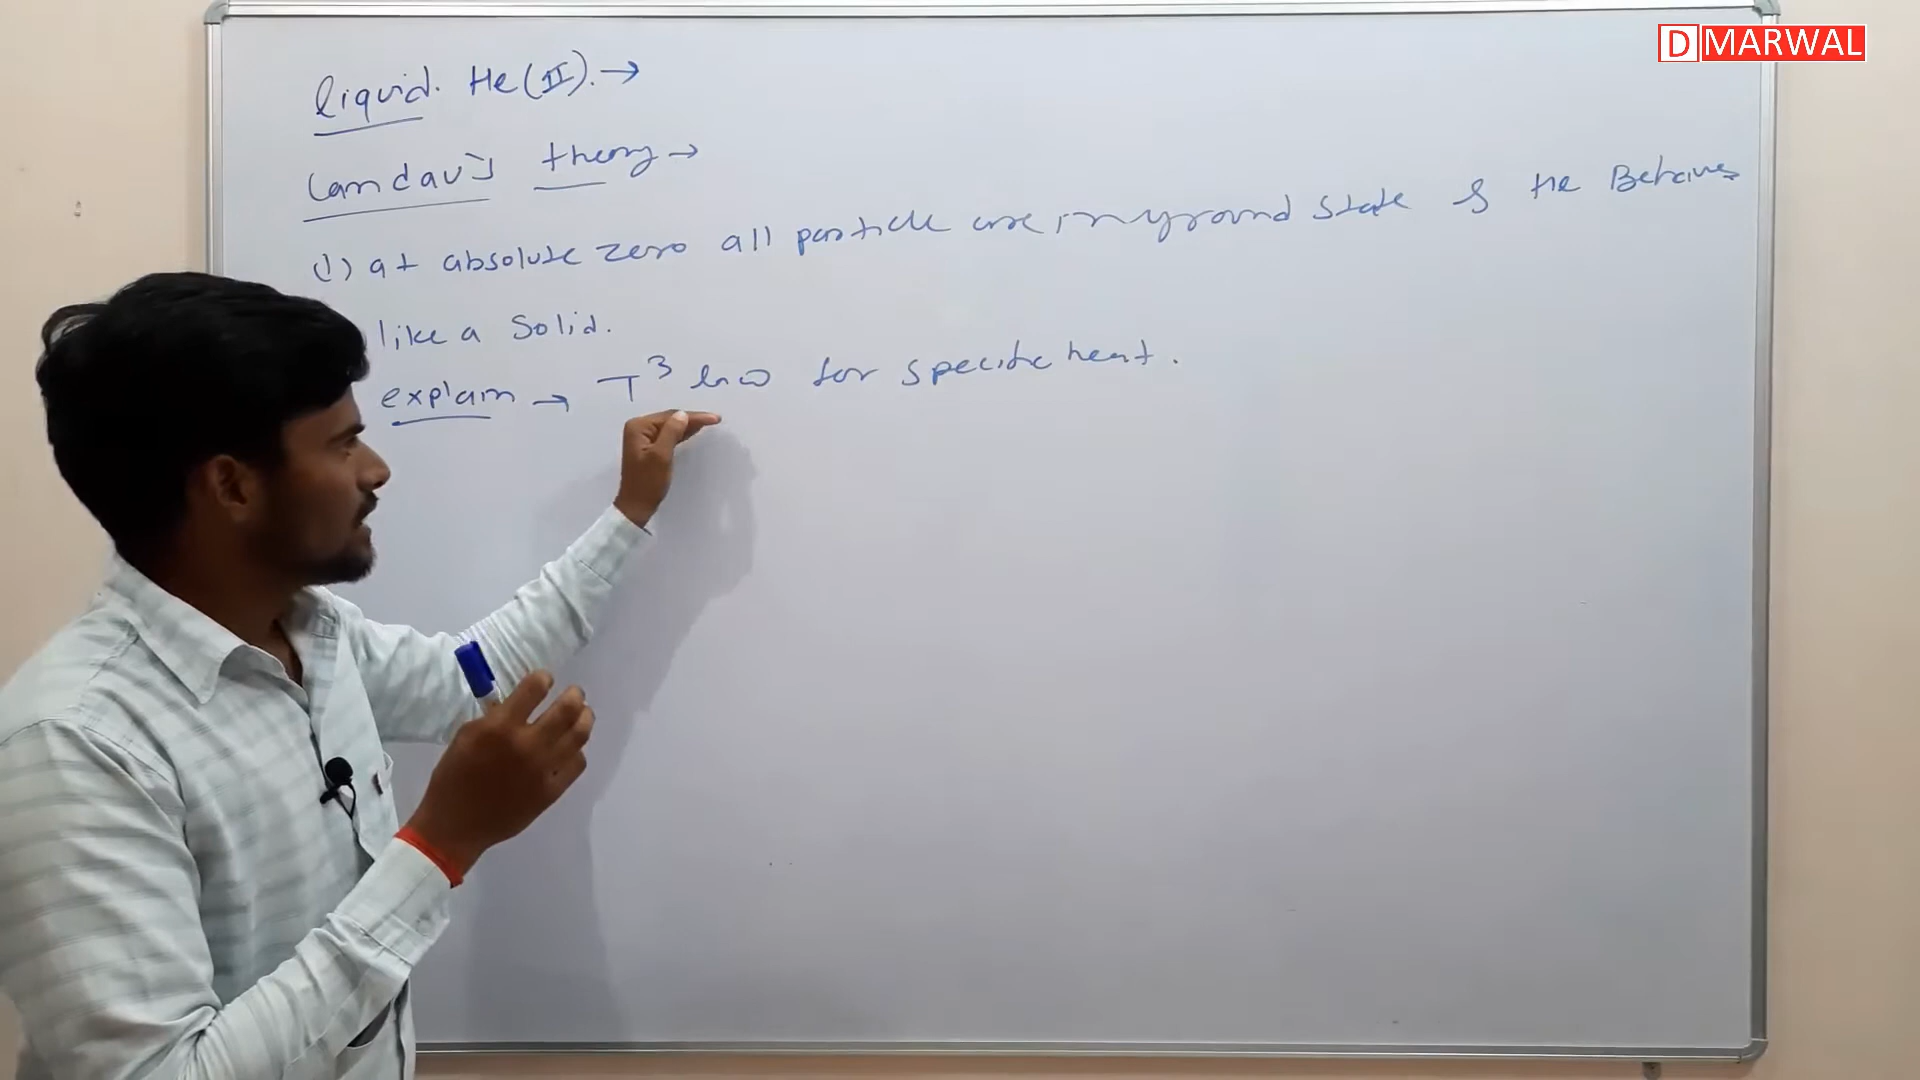 D MARWAL
liquid. He(II). →
Landau's theory →
(1) at absolute zero all particle are in ground state & He Behaves
like a Solid.
explain → T³ law for specific heat.